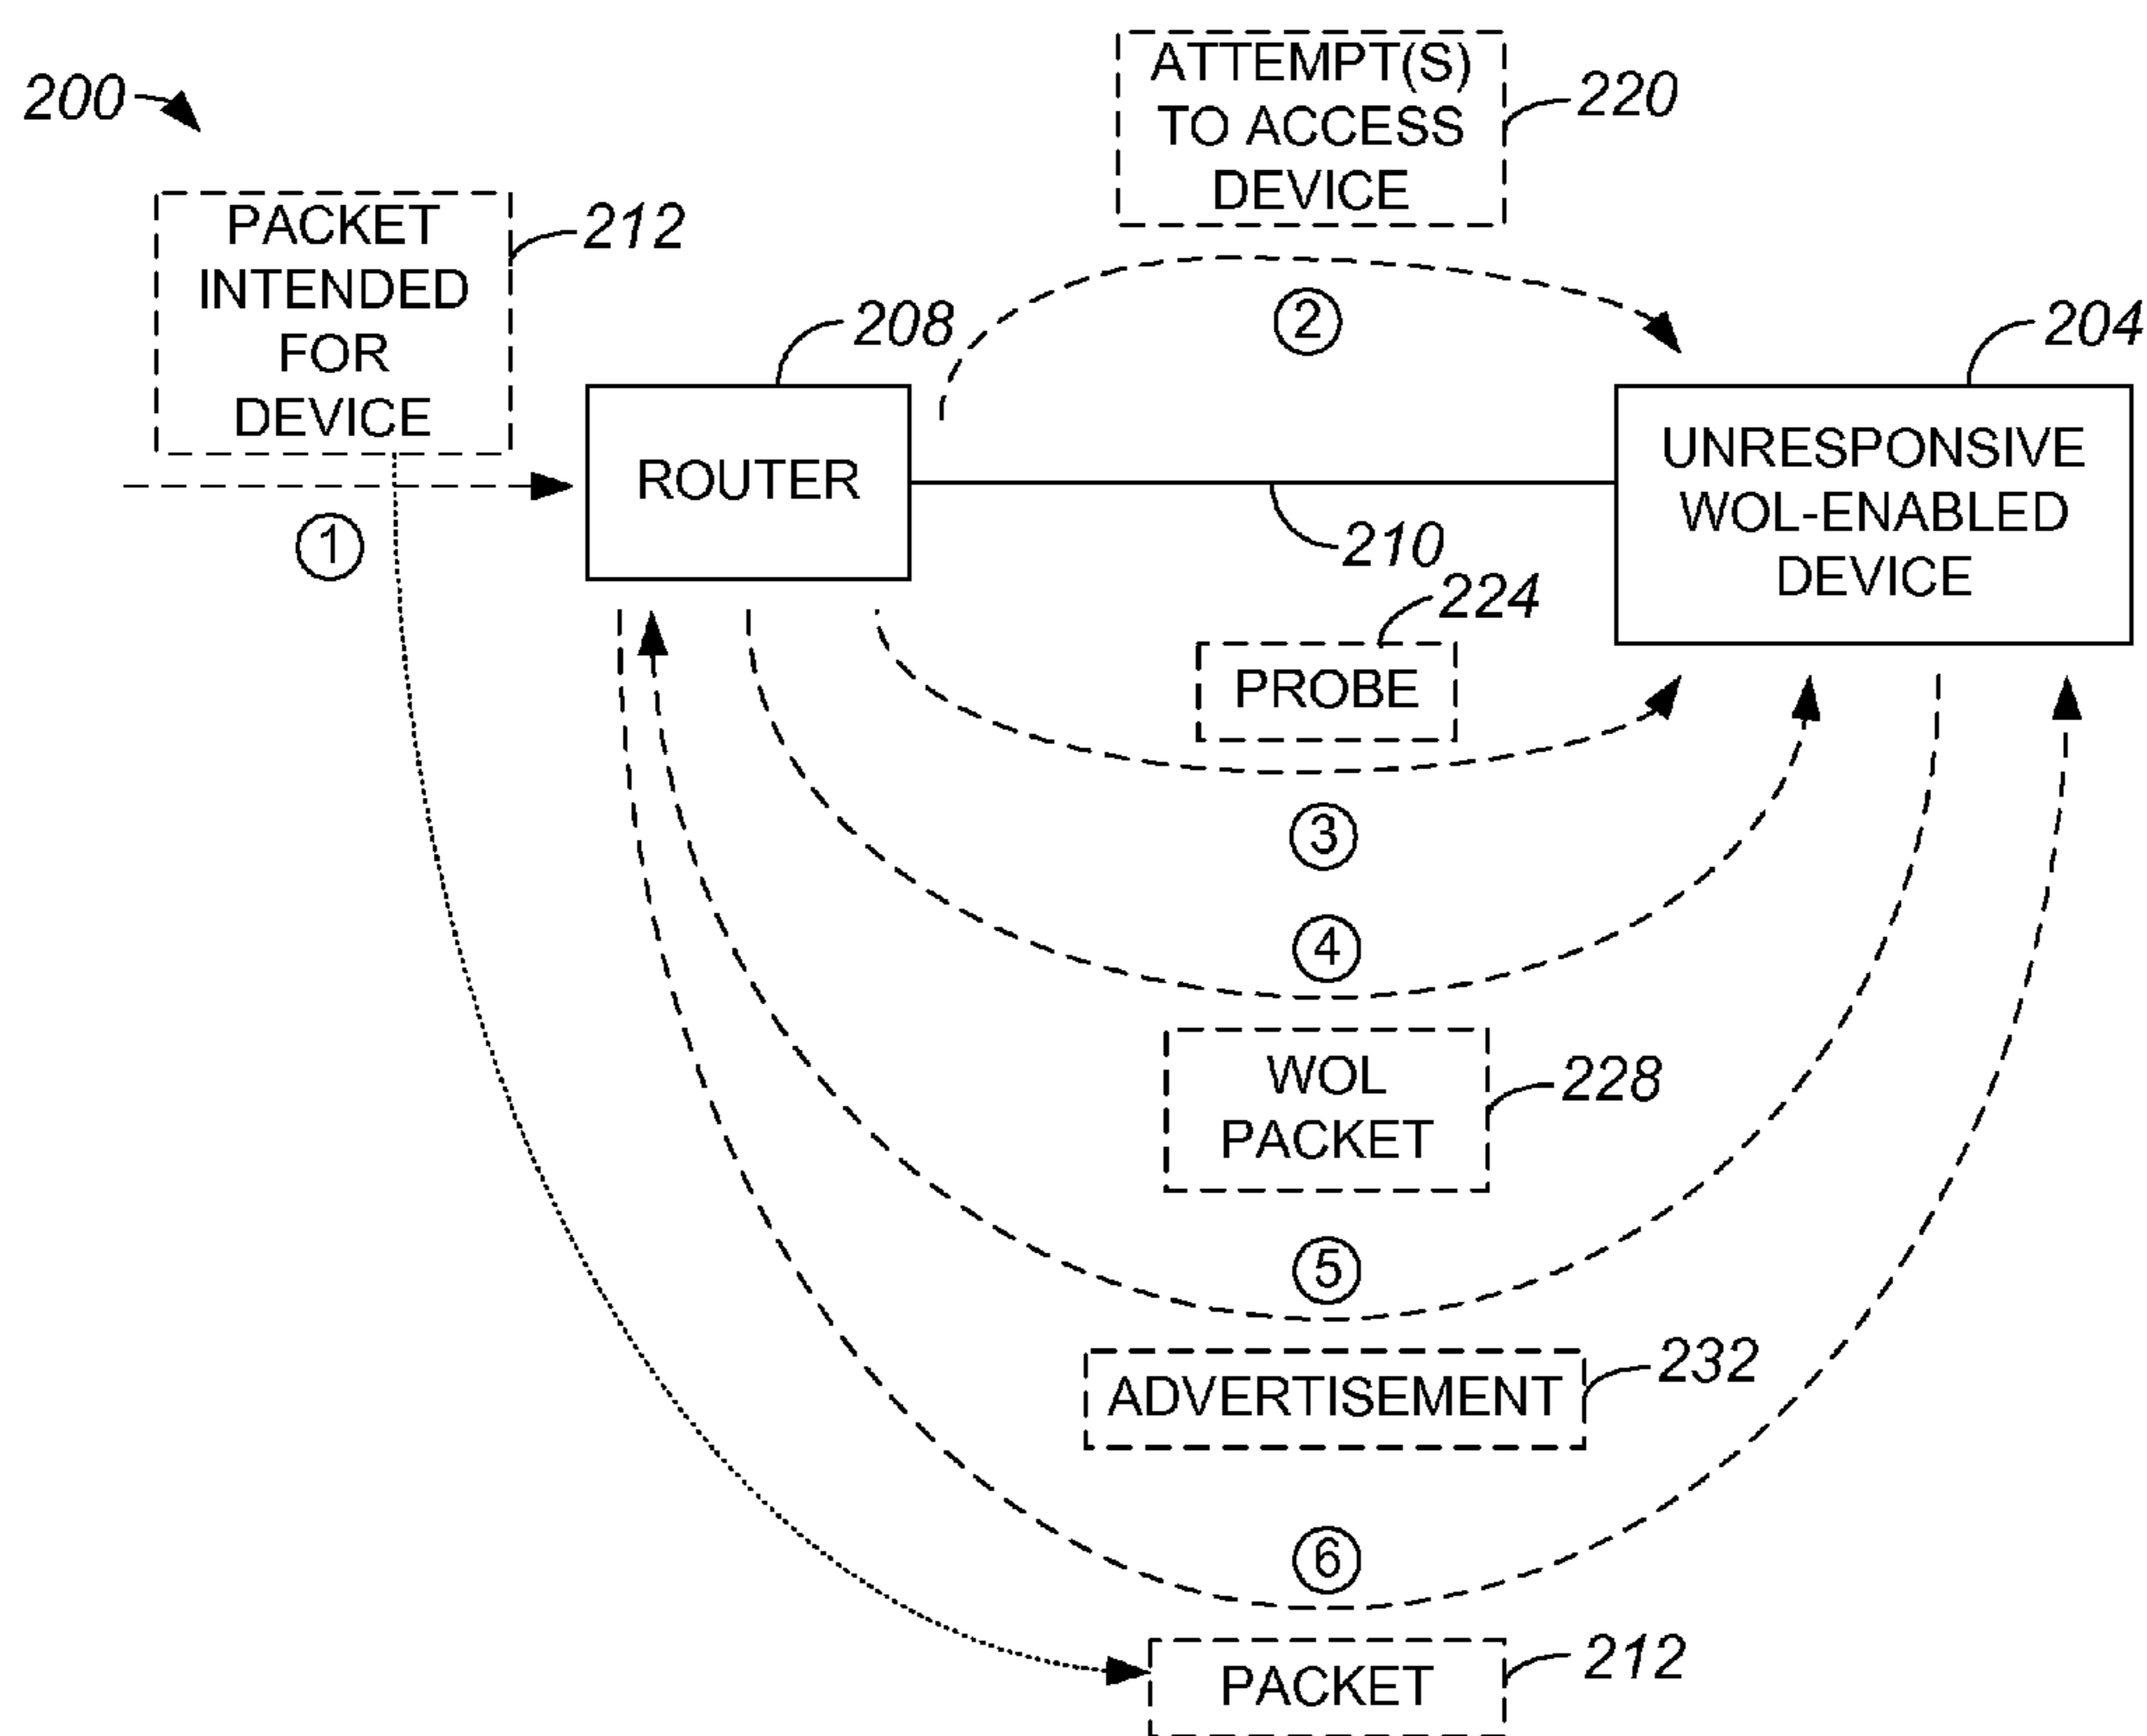 200
ATTEMPT(S)
TO ACCESS
DEVICE
220
PACKET
INTENDED
FOR
DEVICE
212
208
2
204
ROUTER
UNRESPONSIVE
WOL-ENABLED
DEVICE
1
210
224
PROBE
3
4
WOL
PACKET
228
5
ADVERTISEMENT
232
6
PACKET
212